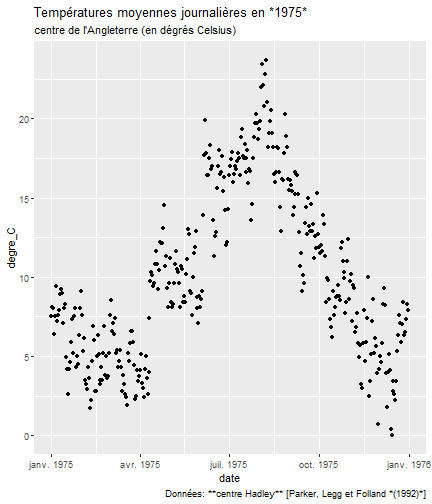 Températures moyennes journalières en *1975*
centre de l'Angleterre (en dégrés Celsius)
degre_C
20
15
10
5
0
janv. 1975
avr. 1975
juil. 1975
oct. 1975
janv. 1976
date
Données: **centre Hadley** [Parker, Legg et Folland *(1992)*]